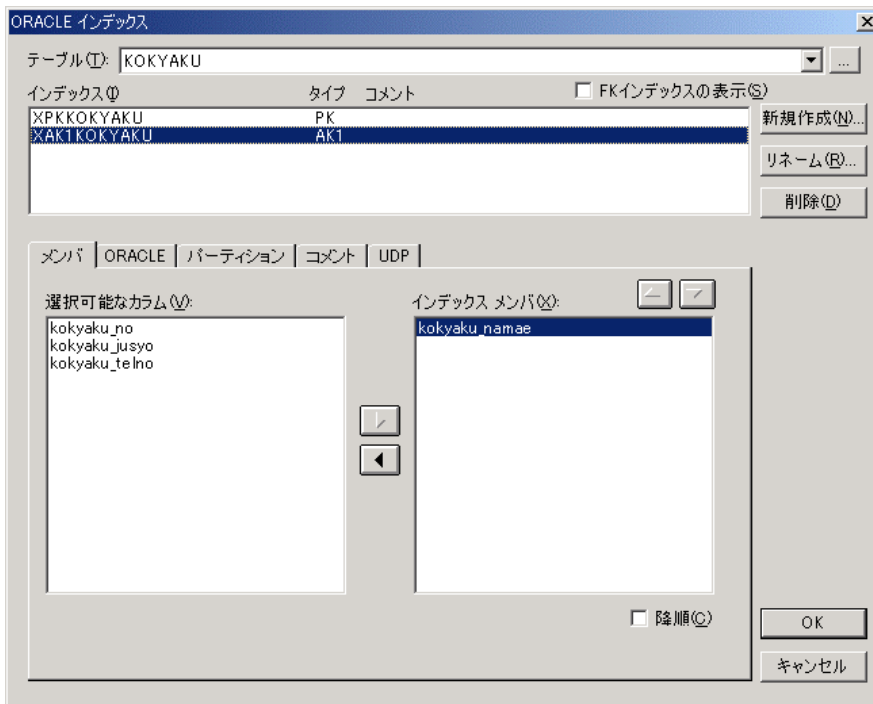 ORACLE インデックス
テーブル(T): KOKYAKU ...
インデックス(I) タイプ コメント FKインデックスの表示(S)
XPKKOKYAKU PK
XAK1KOKYAKU AK1
新規作成(N)...
リネーム(R)...
削除(D)
メンバ ORACLE パーティション コメント UDP
選択可能なカラム(V): インデックス メンバ(X):
kokyaku_no kokyaku_namae
kokyaku_jusyo
kokyaku_telno
降順(C)
OK
キャンセル